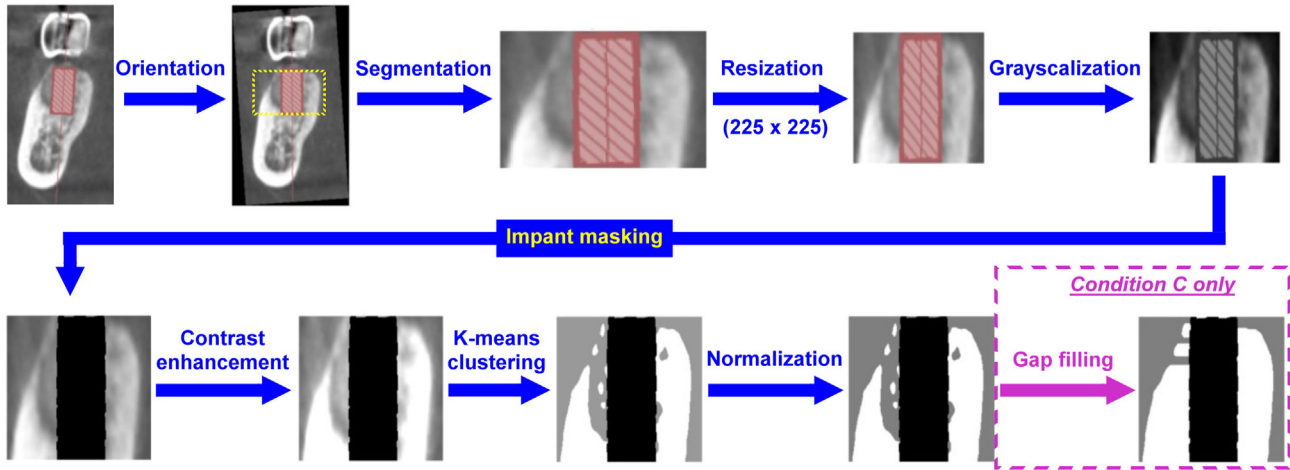 Orientation
Segmentation
Resization
(225 x 225)
Grayscalization
Impant masking
Contrast
enhancement
K-means
clustering
Normalization
Condition C only
Gap filling